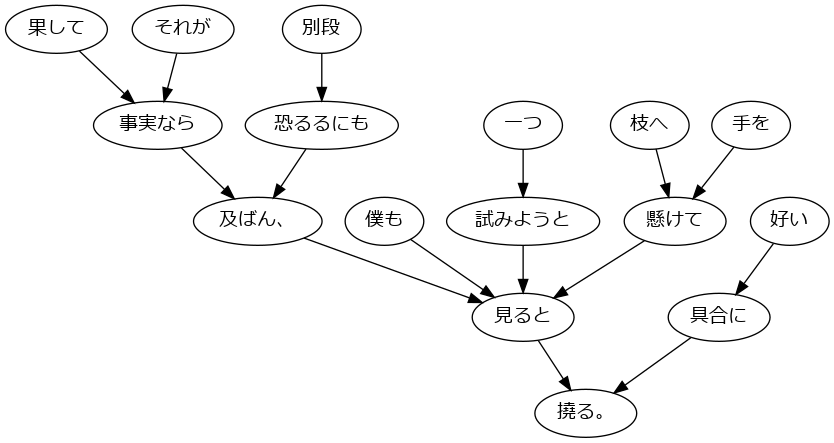 果して それが 別段
事実なら 恐るるにも 一つ 枝へ 手を
及ばん、 僕も 試みようと 懸けて 好い
見ると 具合に
撓る。